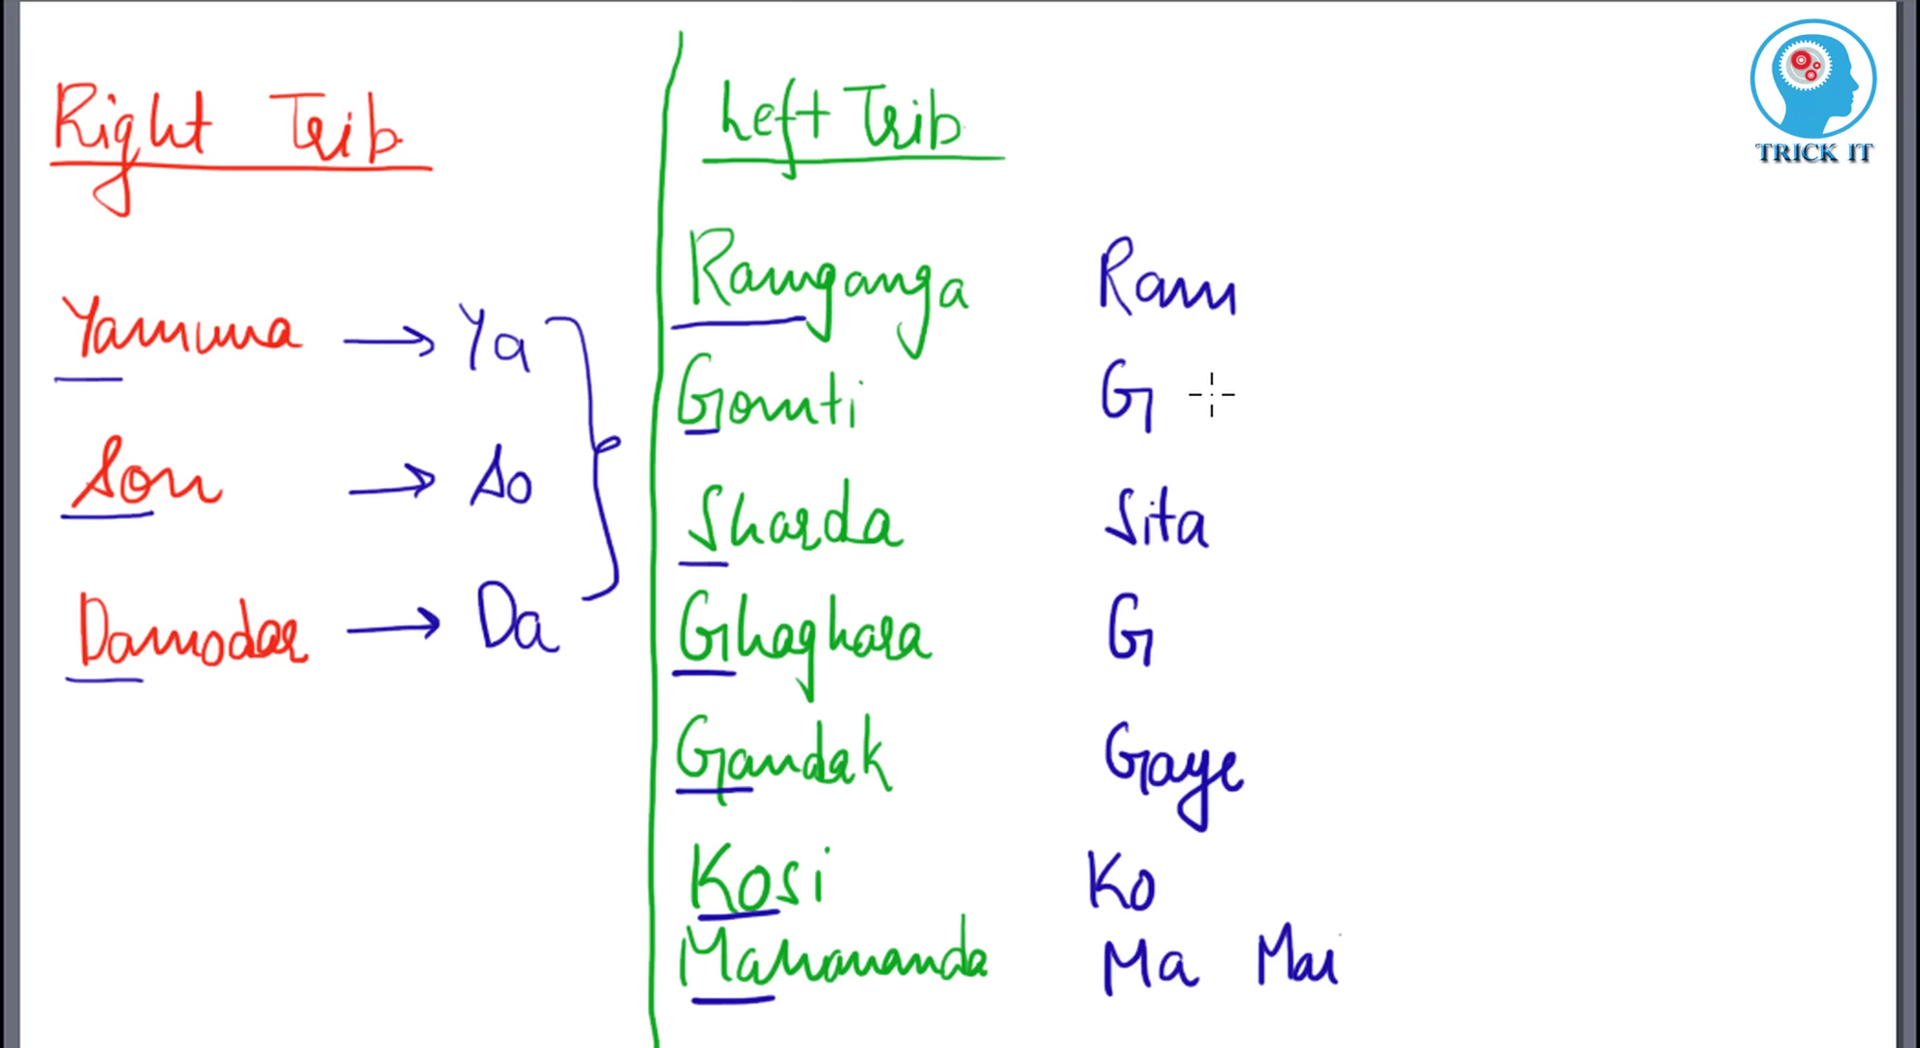 Right Trib
Yamuna → Ya
Son → So
Damodar → Da
Left Trib
Ramganga Ram
Gomti G
Sharda Sita
Ghaghara G
Gandak Gaye
Kosi Ko
Mahananda Ma Mai
TRICK IT